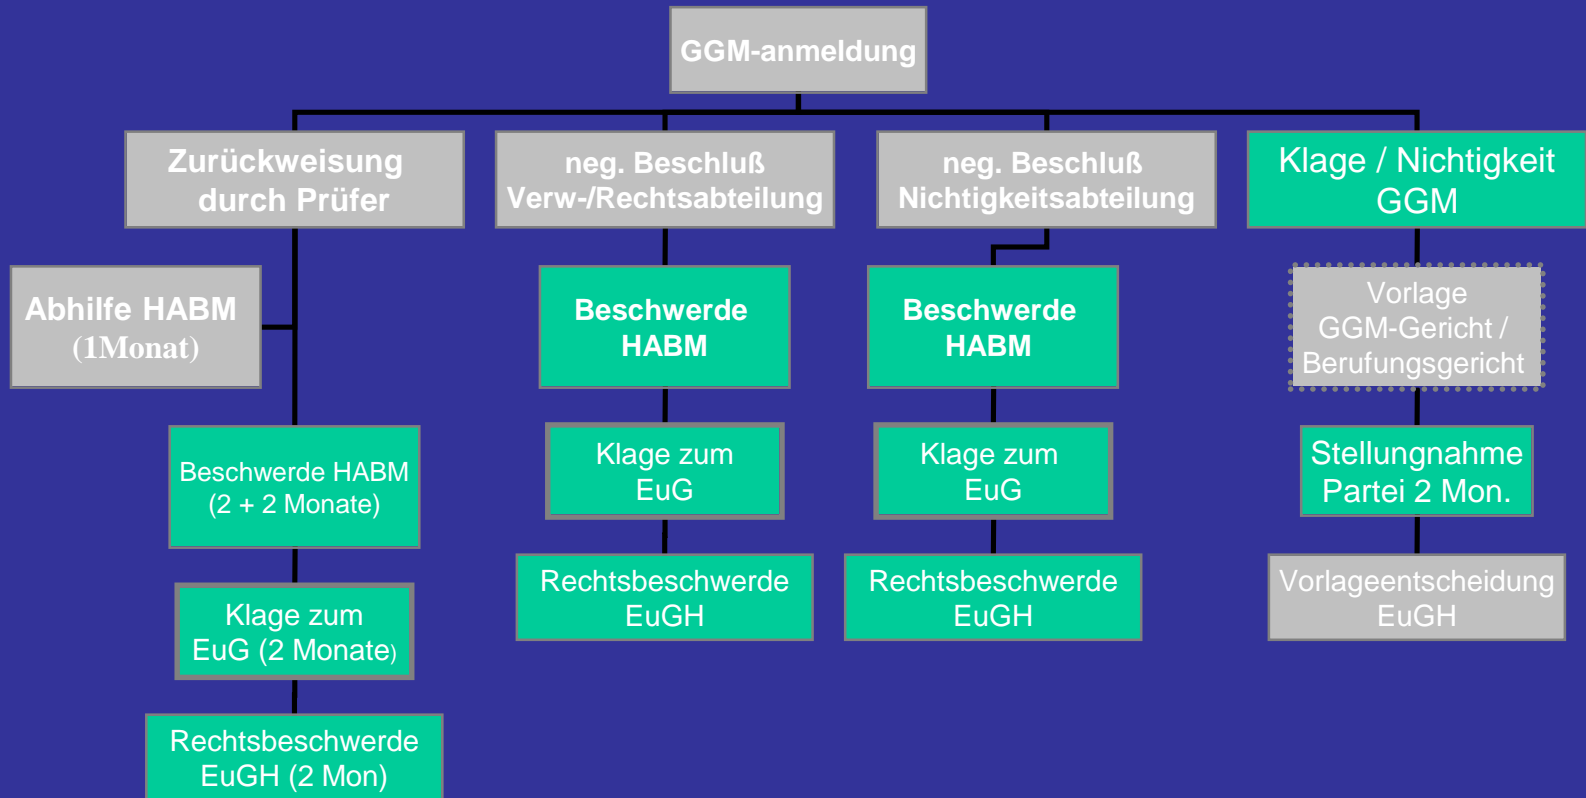 GGM-anmeldung
Zurückweisung
durch Prüfer
neg. Beschluß
Verw-/Rechtsabteilung
neg. Beschluß
Nichtigkeitsabteilung
Klage / Nichtigkeit
GGM
Abhilfe HABM
(1Monat)
Beschwerde
HABM
Beschwerde
HABM
Vorlage
GGM-Gericht /
Berufungsgericht
Beschwerde HABM
(2 + 2 Monate)
Klage zum
EuG
Klage zum
EuG
Stellungnahme
Partei 2 Mon.
Klage zum
EuG (2 Monate)
Rechtsbeschwerde
EuGH
Rechtsbeschwerde
EuGH
Vorlageentscheidung
EuGH
Rechtsbeschwerde
EuGH (2 Mon)